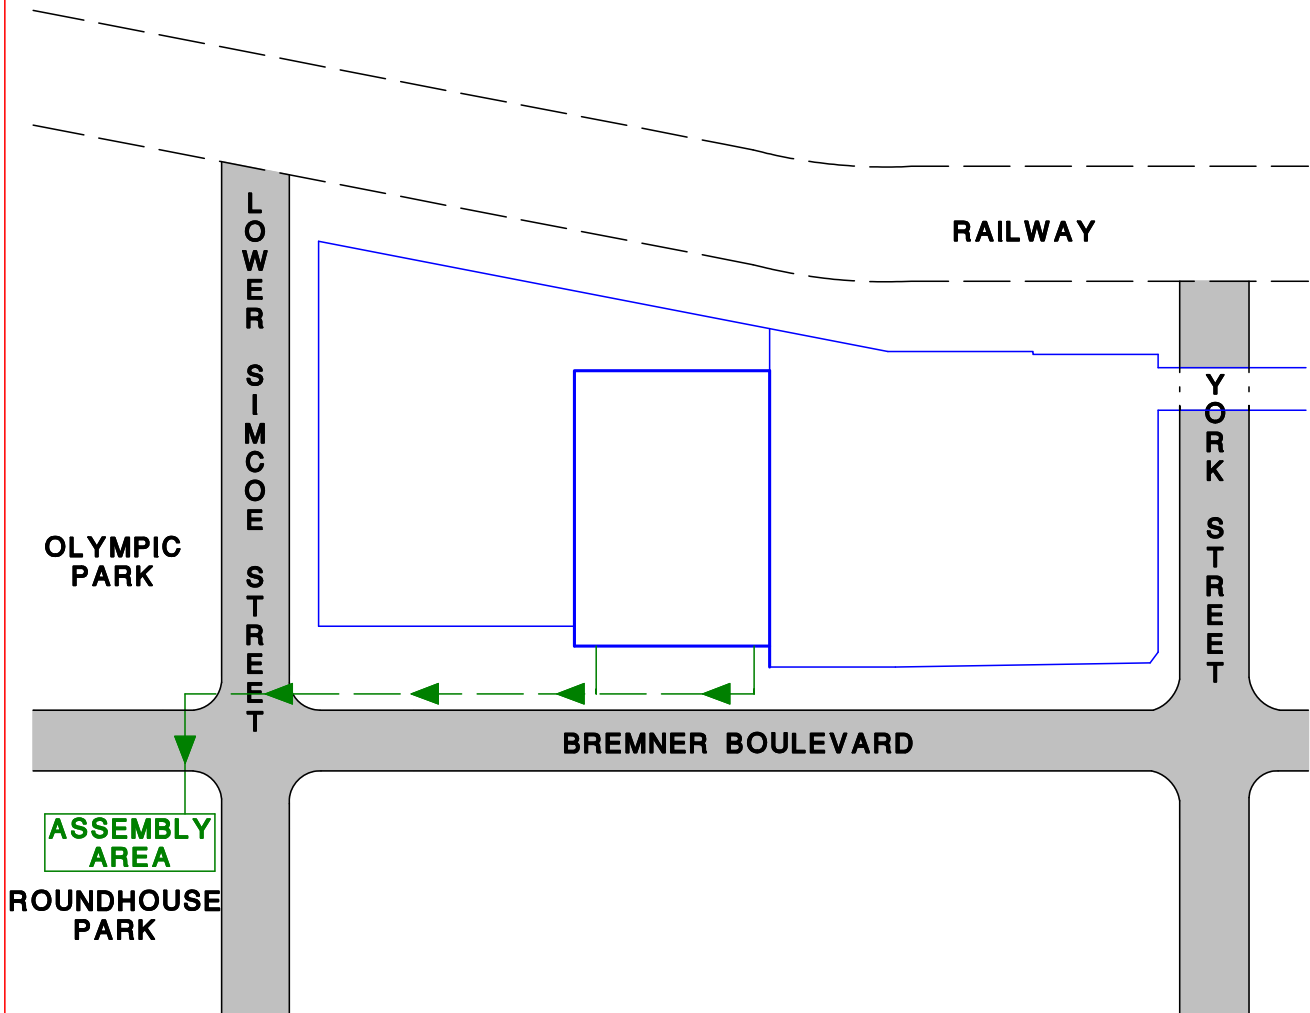 LOWER SIMCOE STREET
RAILWAY
YORK STREET
OLYMPIC
PARK
BREMNER BOULEVARD
ASSEMBLY
AREA
ROUNDHOUSE
PARK